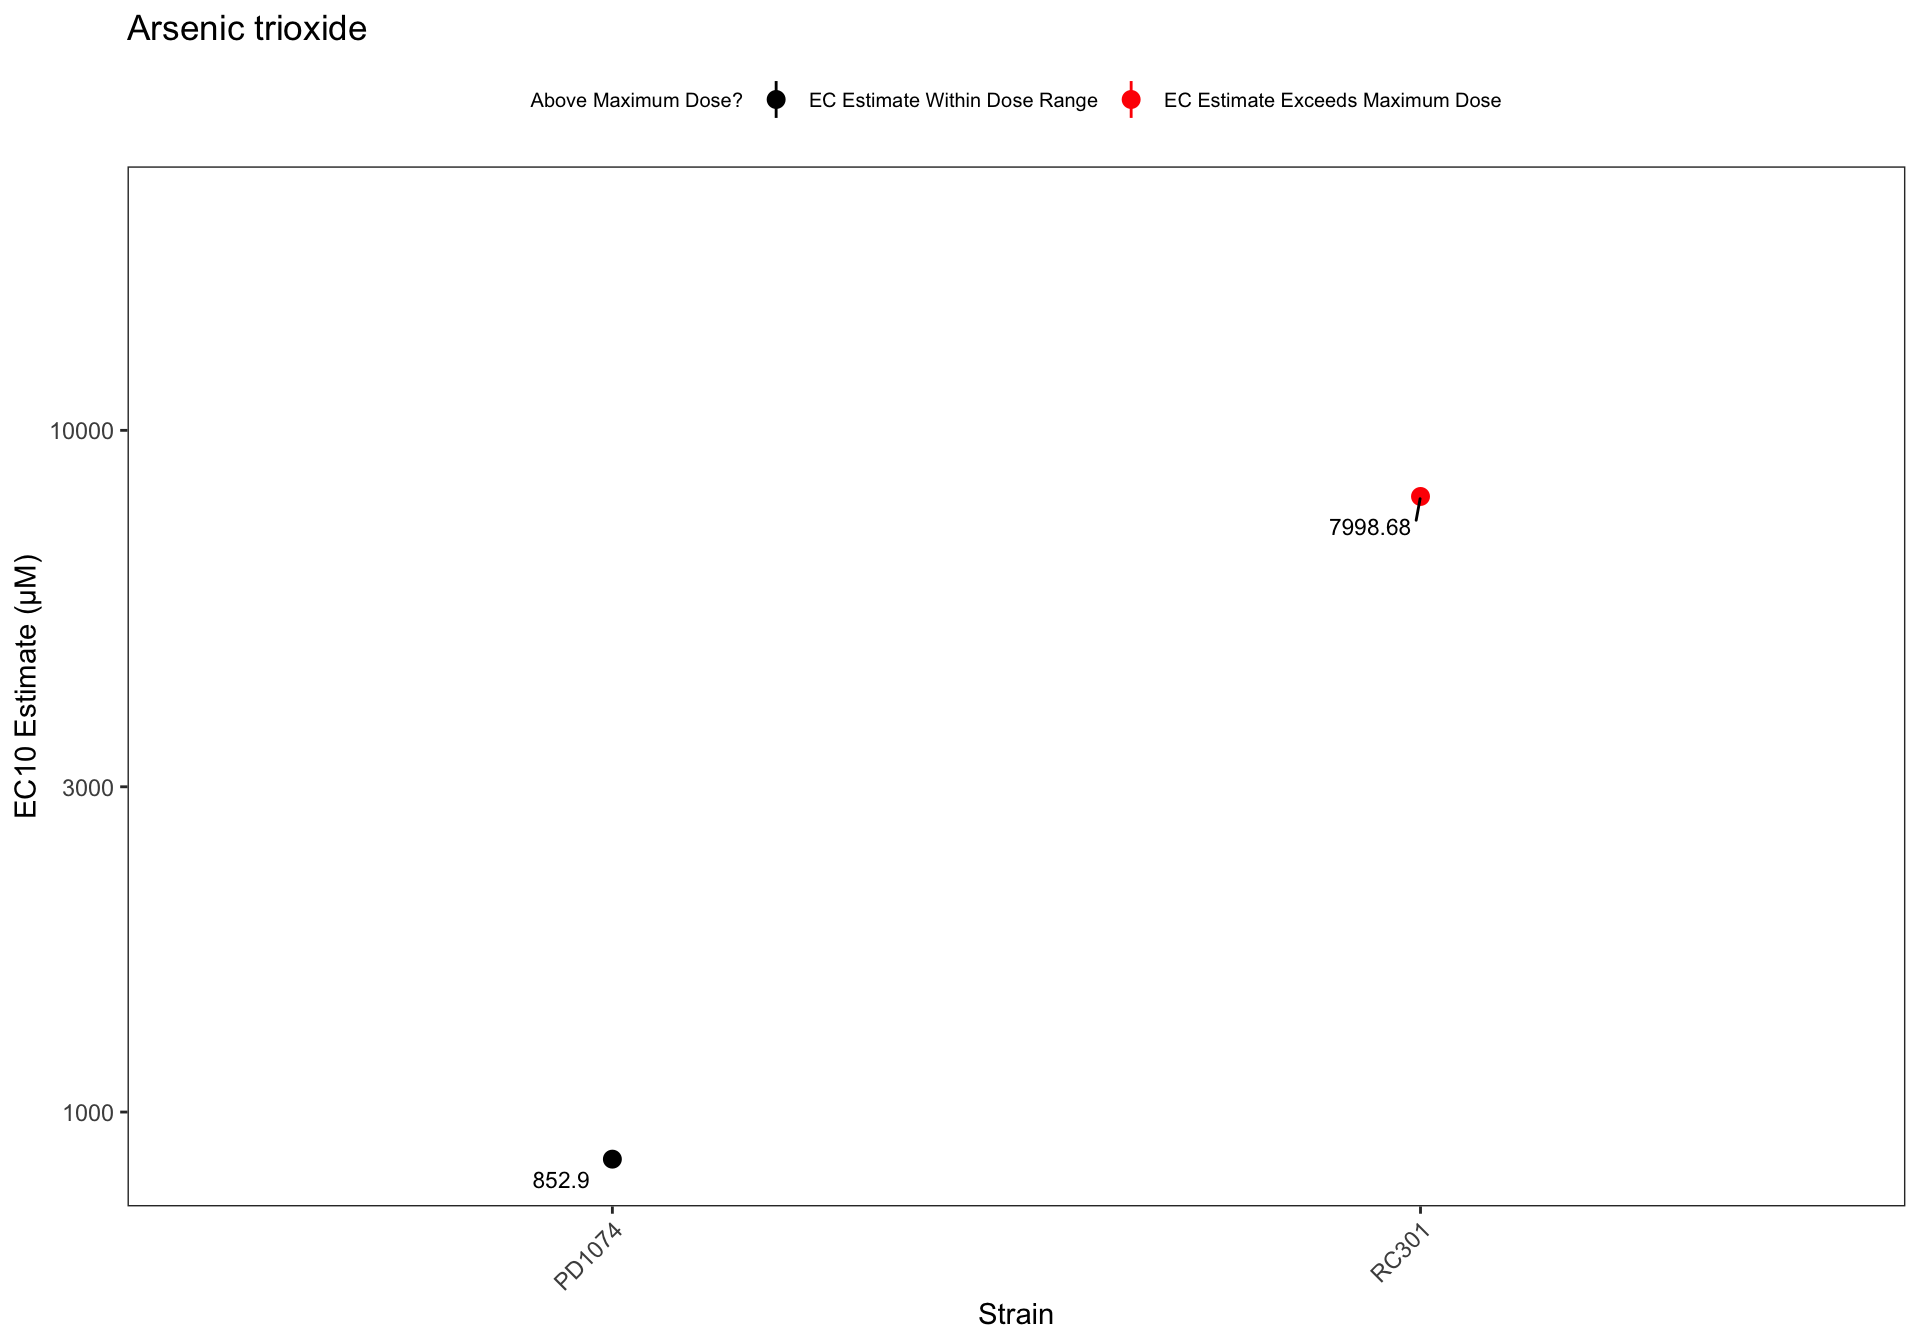 Arsenic trioxide
Above Maximum Dose? EC Estimate Within Dose Range EC Estimate Exceeds Maximum Dose
EC10 Estimate (µM)
10000
3000
1000
7998.68
852.9
PD1074
RC301
Strain